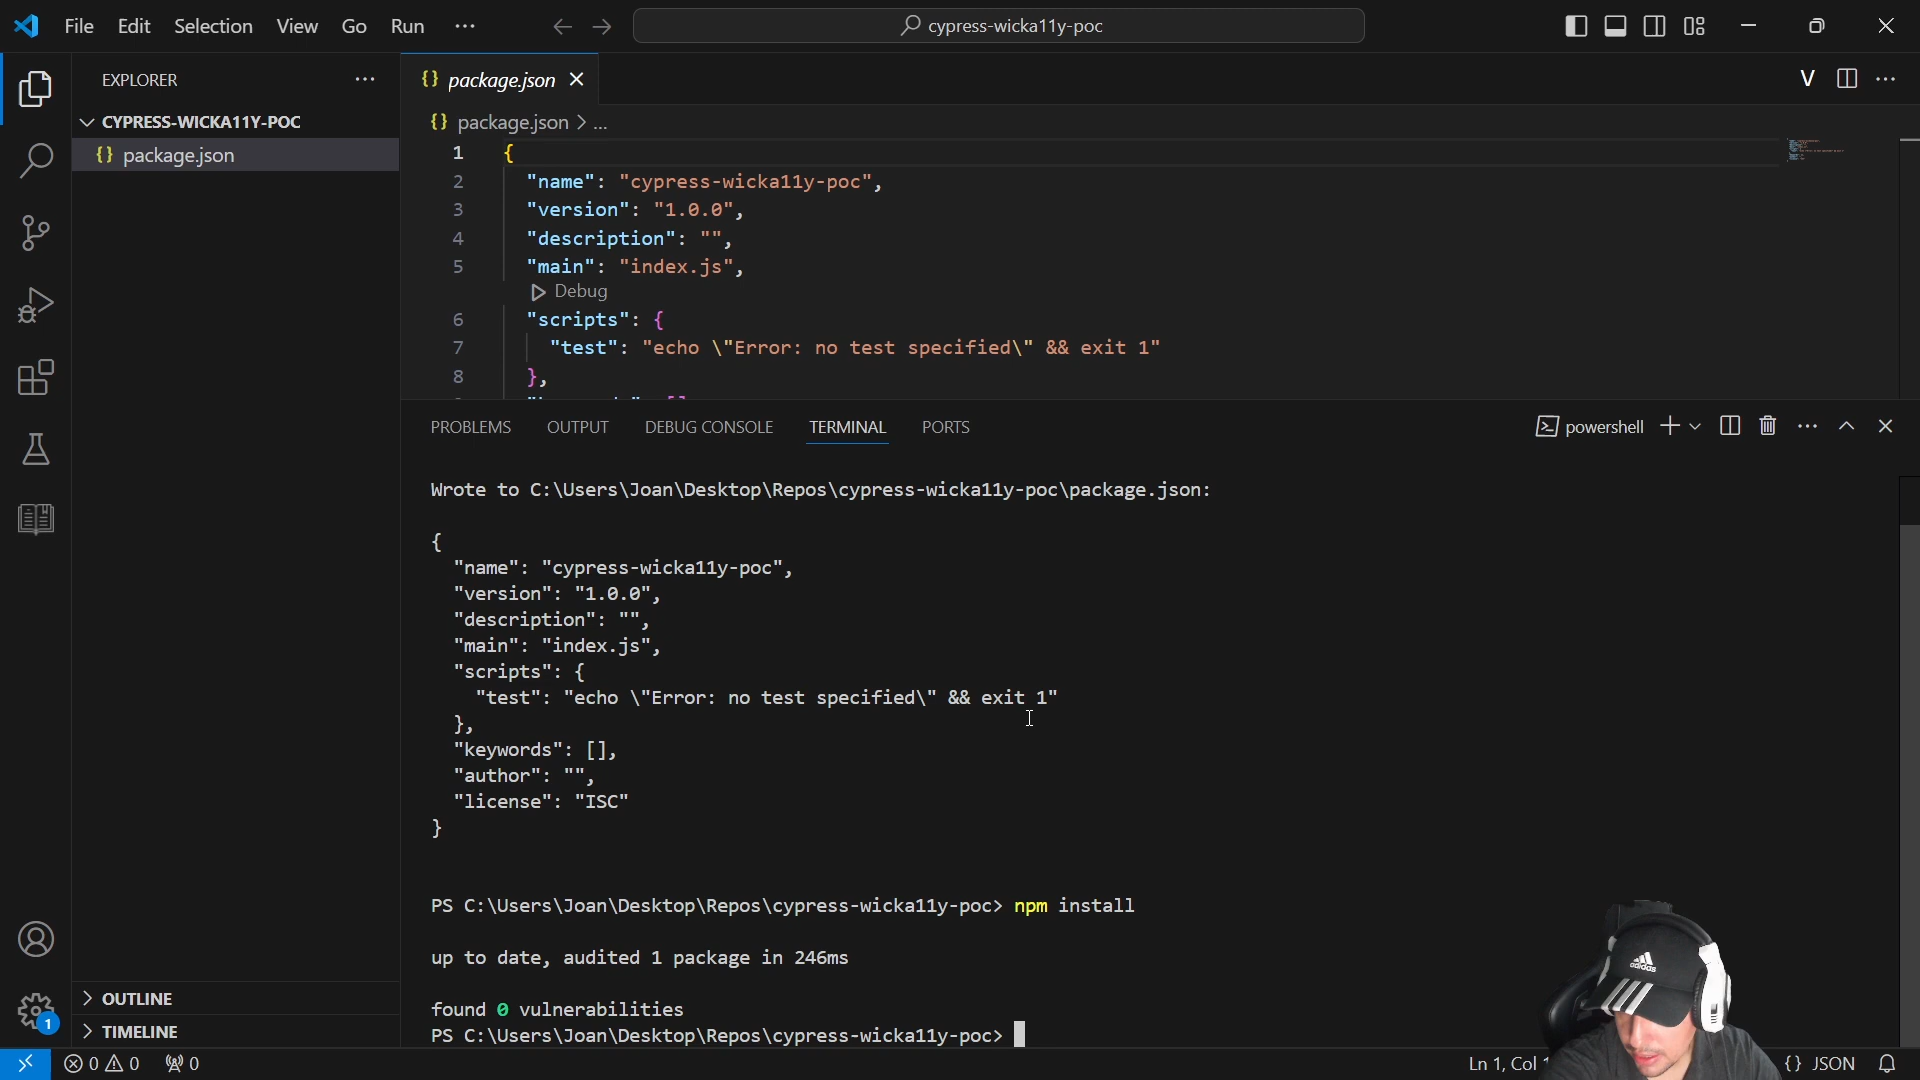 File Edit Selection View Go Run
cypress-wicka11y-poc
EXPLORER
CYPRESS-WICKA11Y-POC
{} package.json
{} package.json
{} package.json > ...
1 {
2 "name": "cypress-wicka11y-poc",
3 "version": "1.0.0",
4 "description": "",
5 "main": "index.js",
Debug
6 "scripts": {
7 "test": "echo \"Error: no test specified\" && exit 1"
8 },
PROBLEMS OUTPUT DEBUG CONSOLE TERMINAL PORTS
powershell
Wrote to C:\Users\Joan\Desktop\Repos\cypress-wicka11y-poc\package.json:
{
"name": "cypress-wicka11y-poc",
"version": "1.0.0",
"description": "",
"main": "index.js",
"scripts": {
"test": "echo \"Error: no test specified\" && exit 1"
},
"keywords": [],
"author": "",
"license": "ISC"
}
PS C:\Users\Joan\Desktop\Repos\cypress-wicka11y-poc> npm install
up to date, audited 1 package in 246ms
found 0 vulnerabilities
PS C:\Users\Joan\Desktop\Repos\cypress-wicka11y-poc>
OUTLINE
TIMELINE
1
0 0 0
Ln 1, Col
{} JSON
adidas